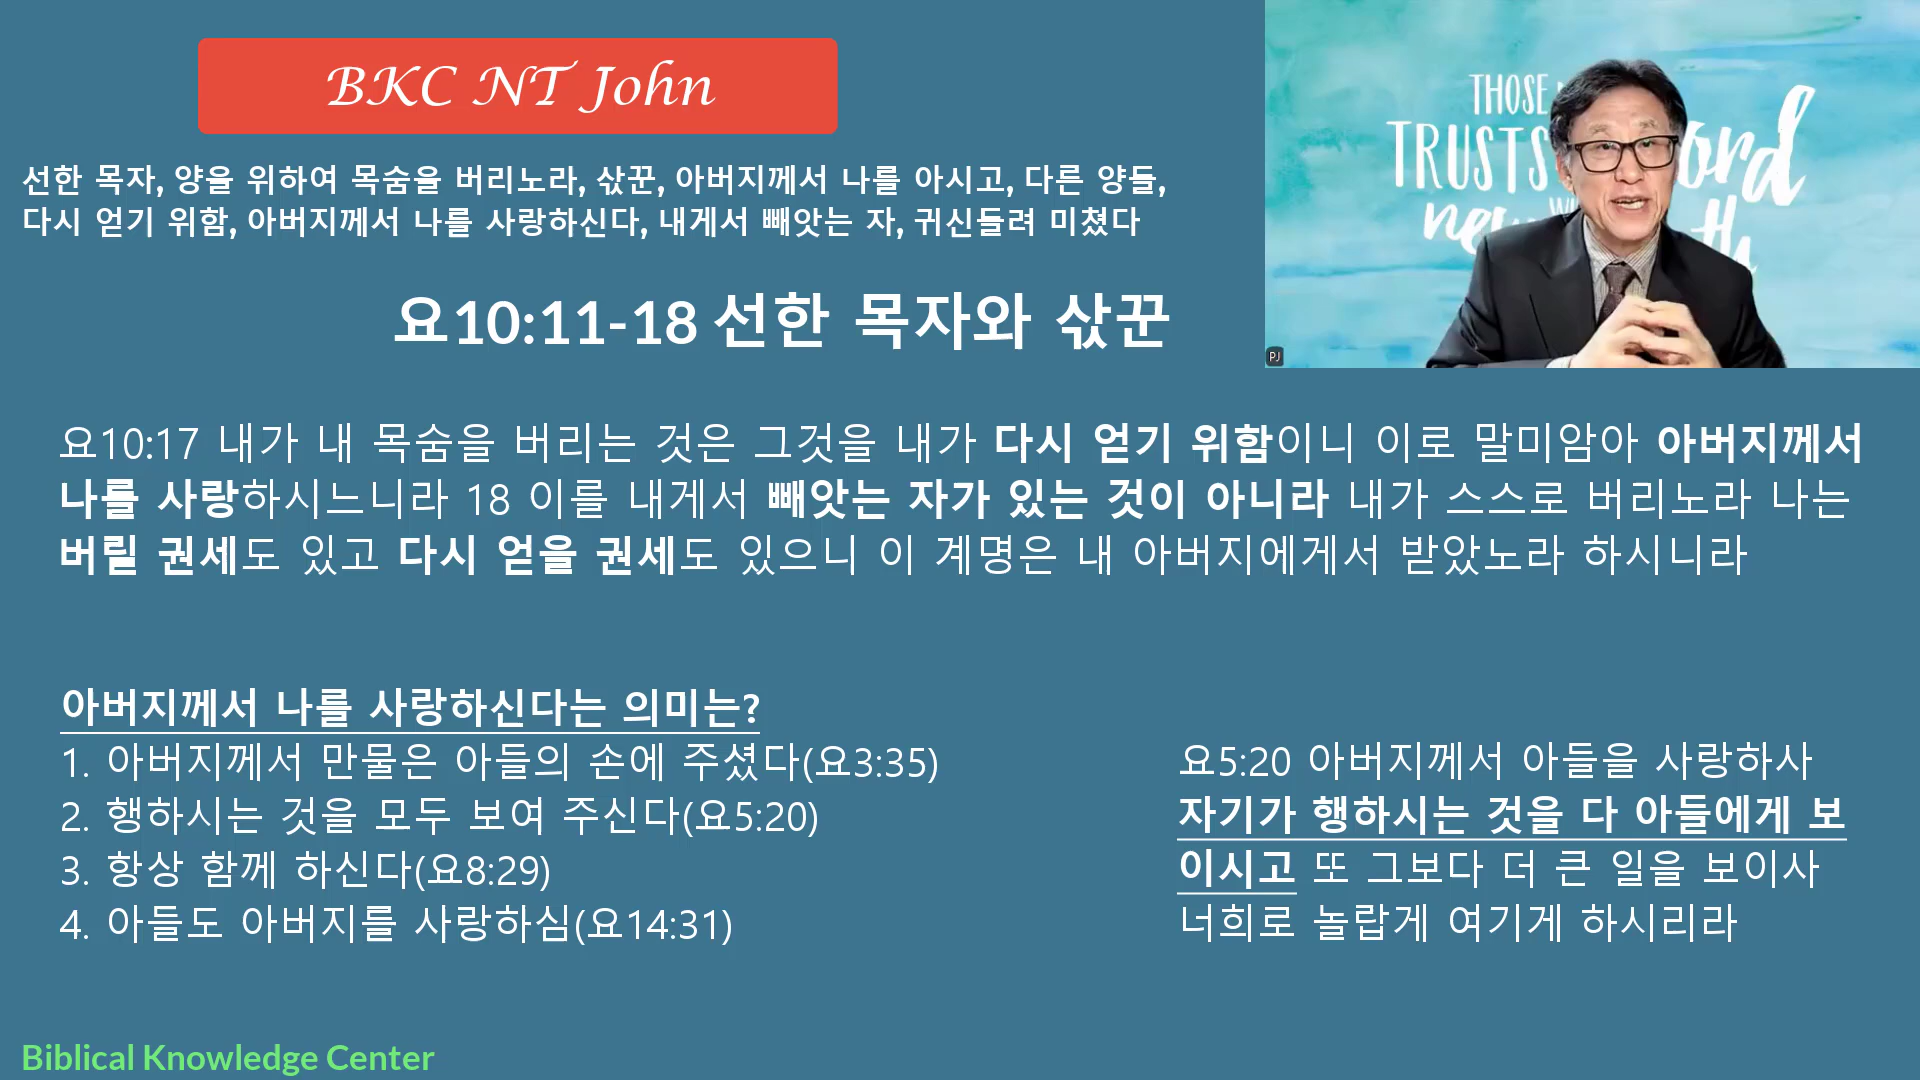 BKC NT John
선한 목자, 양을 위하여 목숨을 버리노라, 삯꾼, 아버지께서 나를 아시고, 다른 양들,
다시 얻기 위함, 아버지께서 나를 사랑하신다, 내게서 빼앗는 자, 귀신들려 미쳤다
요10:11-18 선한 목자와 삯꾼
THOSE
TRUSTS
ord
PJ
요10:17 내가 내 목숨을 버리는 것은 그것을 내가 다시 얻기 위함이니 이로 말미암아 아버지께서
나를 사랑하시느니라 18 이를 내게서 빼앗는 자가 있는 것이 아니라 내가 스스로 버리노라 나는
버릴 권세도 있고 다시 얻을 권세도 있으니 이 계명은 내 아버지에게서 받았노라 하시니라
아버지께서 나를 사랑하신다는 의미는?
1. 아버지께서 만물은 아들의 손에 주셨다(요3:35)
2. 행하시는 것을 모두 보여 주신다(요5:20)
3. 항상 함께 하신다(요8:29)
4. 아들도 아버지를 사랑하심(요14:31)
요5:20 아버지께서 아들을 사랑하사
자기가 행하시는 것을 다 아들에게 보
이시고 또 그보다 더 큰 일을 보이사
너희로 놀랍게 여기게 하시리라
Biblical Knowledge Center